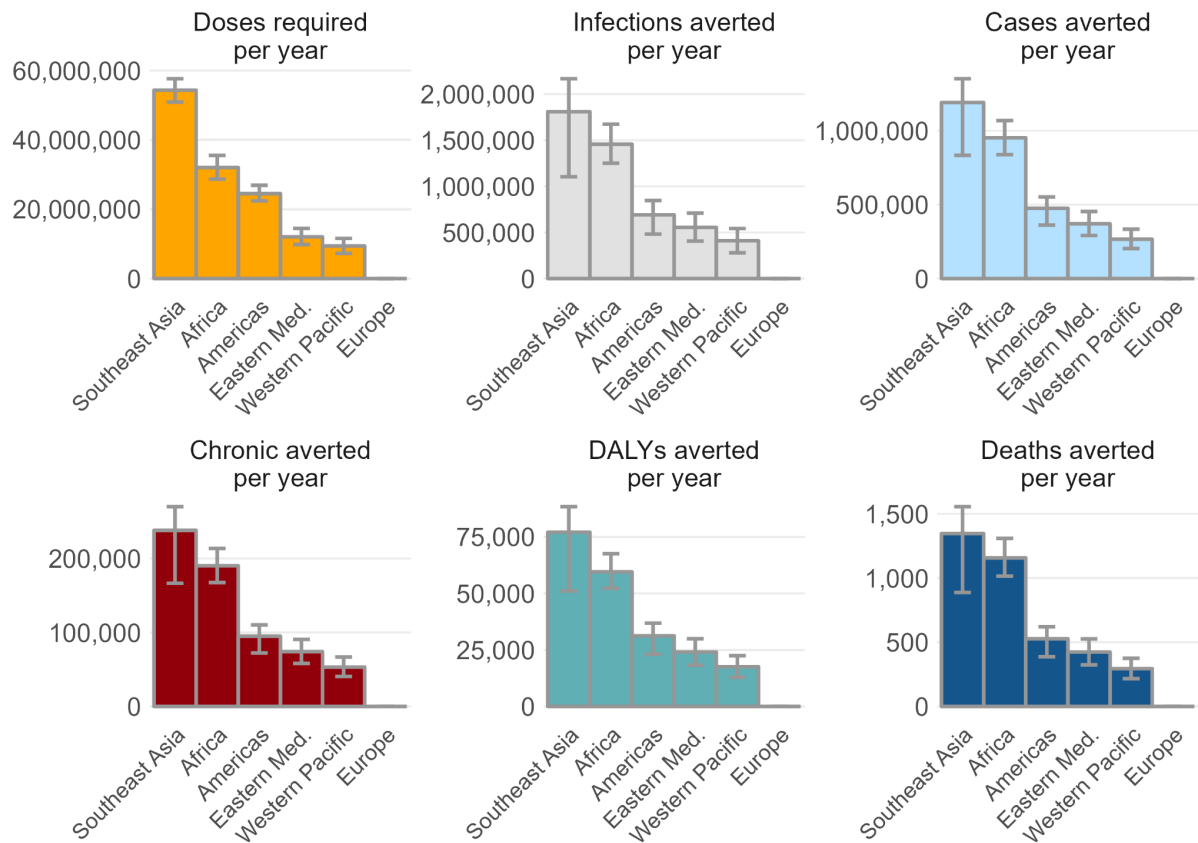 Doses required
per year
60,000,000
40,000,000
20,000,000
0
Southeast Asia
Africa
Americas
Eastern Med.
Western Pacific
Europe
Infections averted
per year
2,000,000
1,500,000
1,000,000
500,000
0
Southeast Asia
Africa
Americas
Eastern Med.
Western Pacific
Europe
Cases averted
per year
1,000,000
500,000
0
Southeast Asia
Africa
Americas
Eastern Med.
Western Pacific
Europe
Chronic averted
per year
200,000
100,000
0
Southeast Asia
Africa
Americas
Eastern Med.
Western Pacific
Europe
DALYs averted
per year
75,000
50,000
25,000
0
Southeast Asia
Africa
Americas
Eastern Med.
Western Pacific
Europe
Deaths averted
per year
1,500
1,000
500
0
Southeast Asia
Africa
Americas
Eastern Med.
Western Pacific
Europe